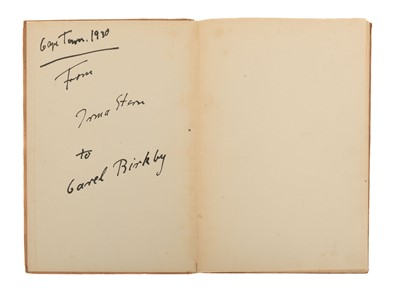 Cape Town. 1930
From
Irma Stern
to
Carel Birkby